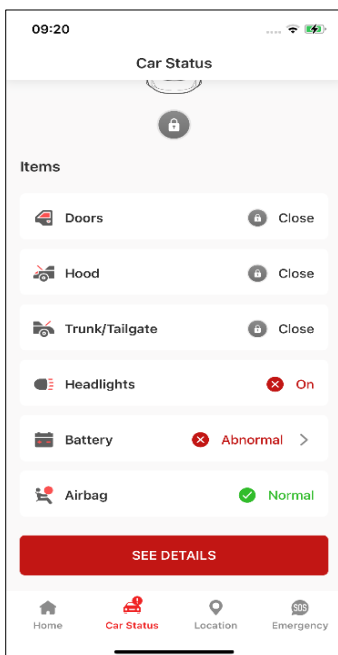 09:20
Car Status
Items
Doors Close
Hood Close
Trunk/Tailgate Close
Headlights On
Battery Abnormal
Airbag Normal
SEE DETAILS
SOS
Home Car Status Location Emergency